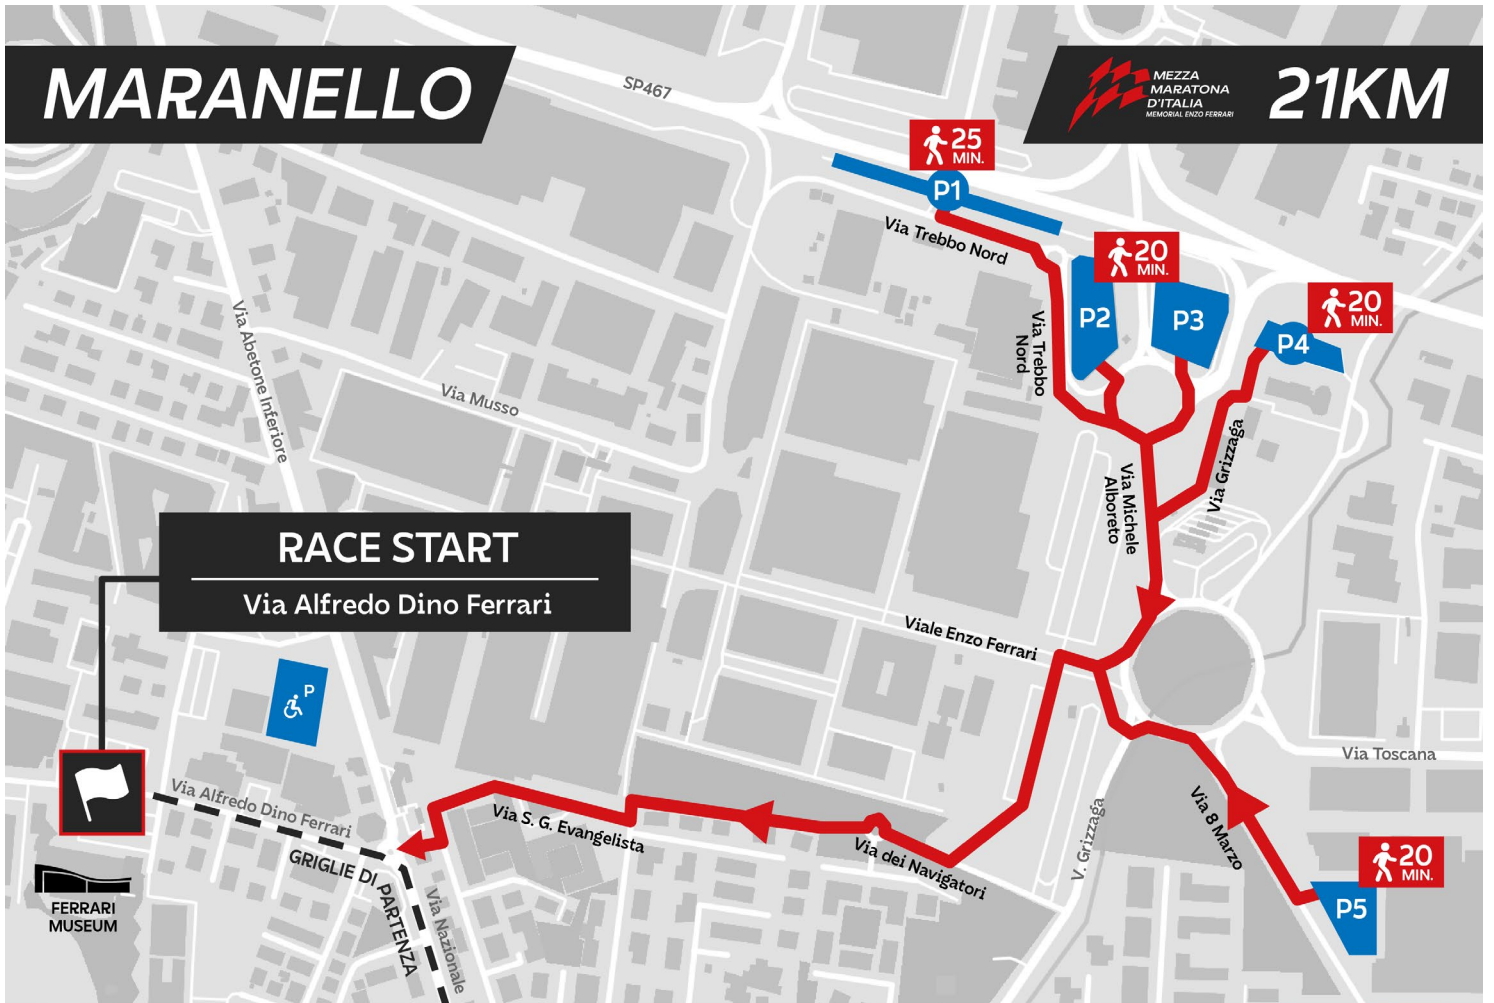 MARANELLO
MEZZA
MARATONA
D'ITALIA
MEMORIAL ENZO FERRARI
21KM
SP467
25
MIN.
P1
Via Trebbo Nord
20
MIN.
P2
P3
20
MIN.
P4
Via Trebbo
Nord
Via Abetone Inferiore
Via Musso
Via Grizzaga
Via Michele
Alboreto
RACE START
Via Alfredo Dino Ferrari
Viale Enzo Ferrari
P
Via Toscana
Via Alfredo Dino Ferrari
Via S. G. Evangelista
Via dei Navigatori
V. Grizzaga
Via 8 Marzo
20
MIN.
P5
GRIGLIE DI PARTENZA
Via Nazionale
FERRARI
MUSEUM